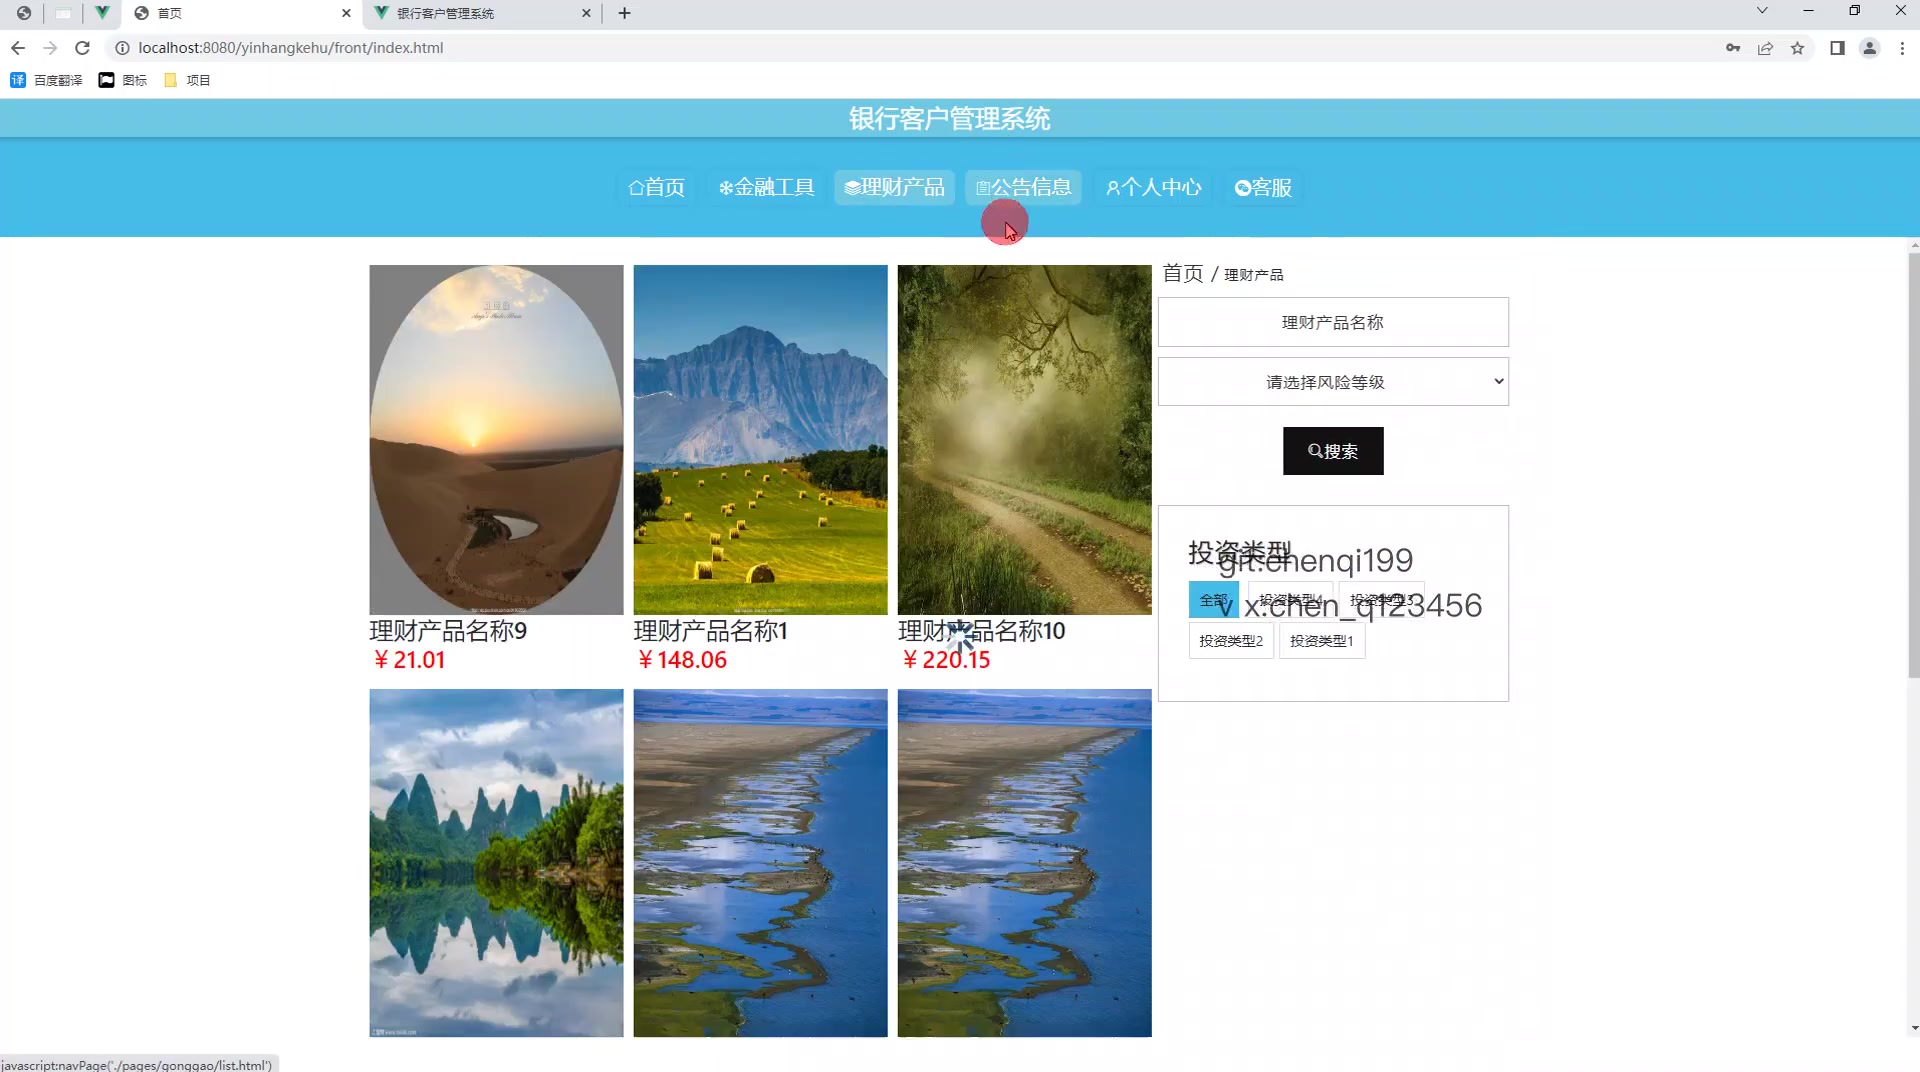 首页
银行客户管理系统
localhost:8080/yinhangkehu/front/index.html
译 百度翻译
图标
项目
银行客户管理系统
首页
金融工具
理财产品
公告信息
个人中心
客服
首页 / 理财产品
理财产品名称
请选择风险等级
搜索
投资类型
git:chenqi199
全部
投资类型4
投资类型3
v x:chen_q123456
投资类型2
投资类型1
理财产品名称9
￥21.01
理财产品名称1
￥148.06
理财产品名称10
￥220.15
javascript:navPage('./pages/gonggao/list.html')